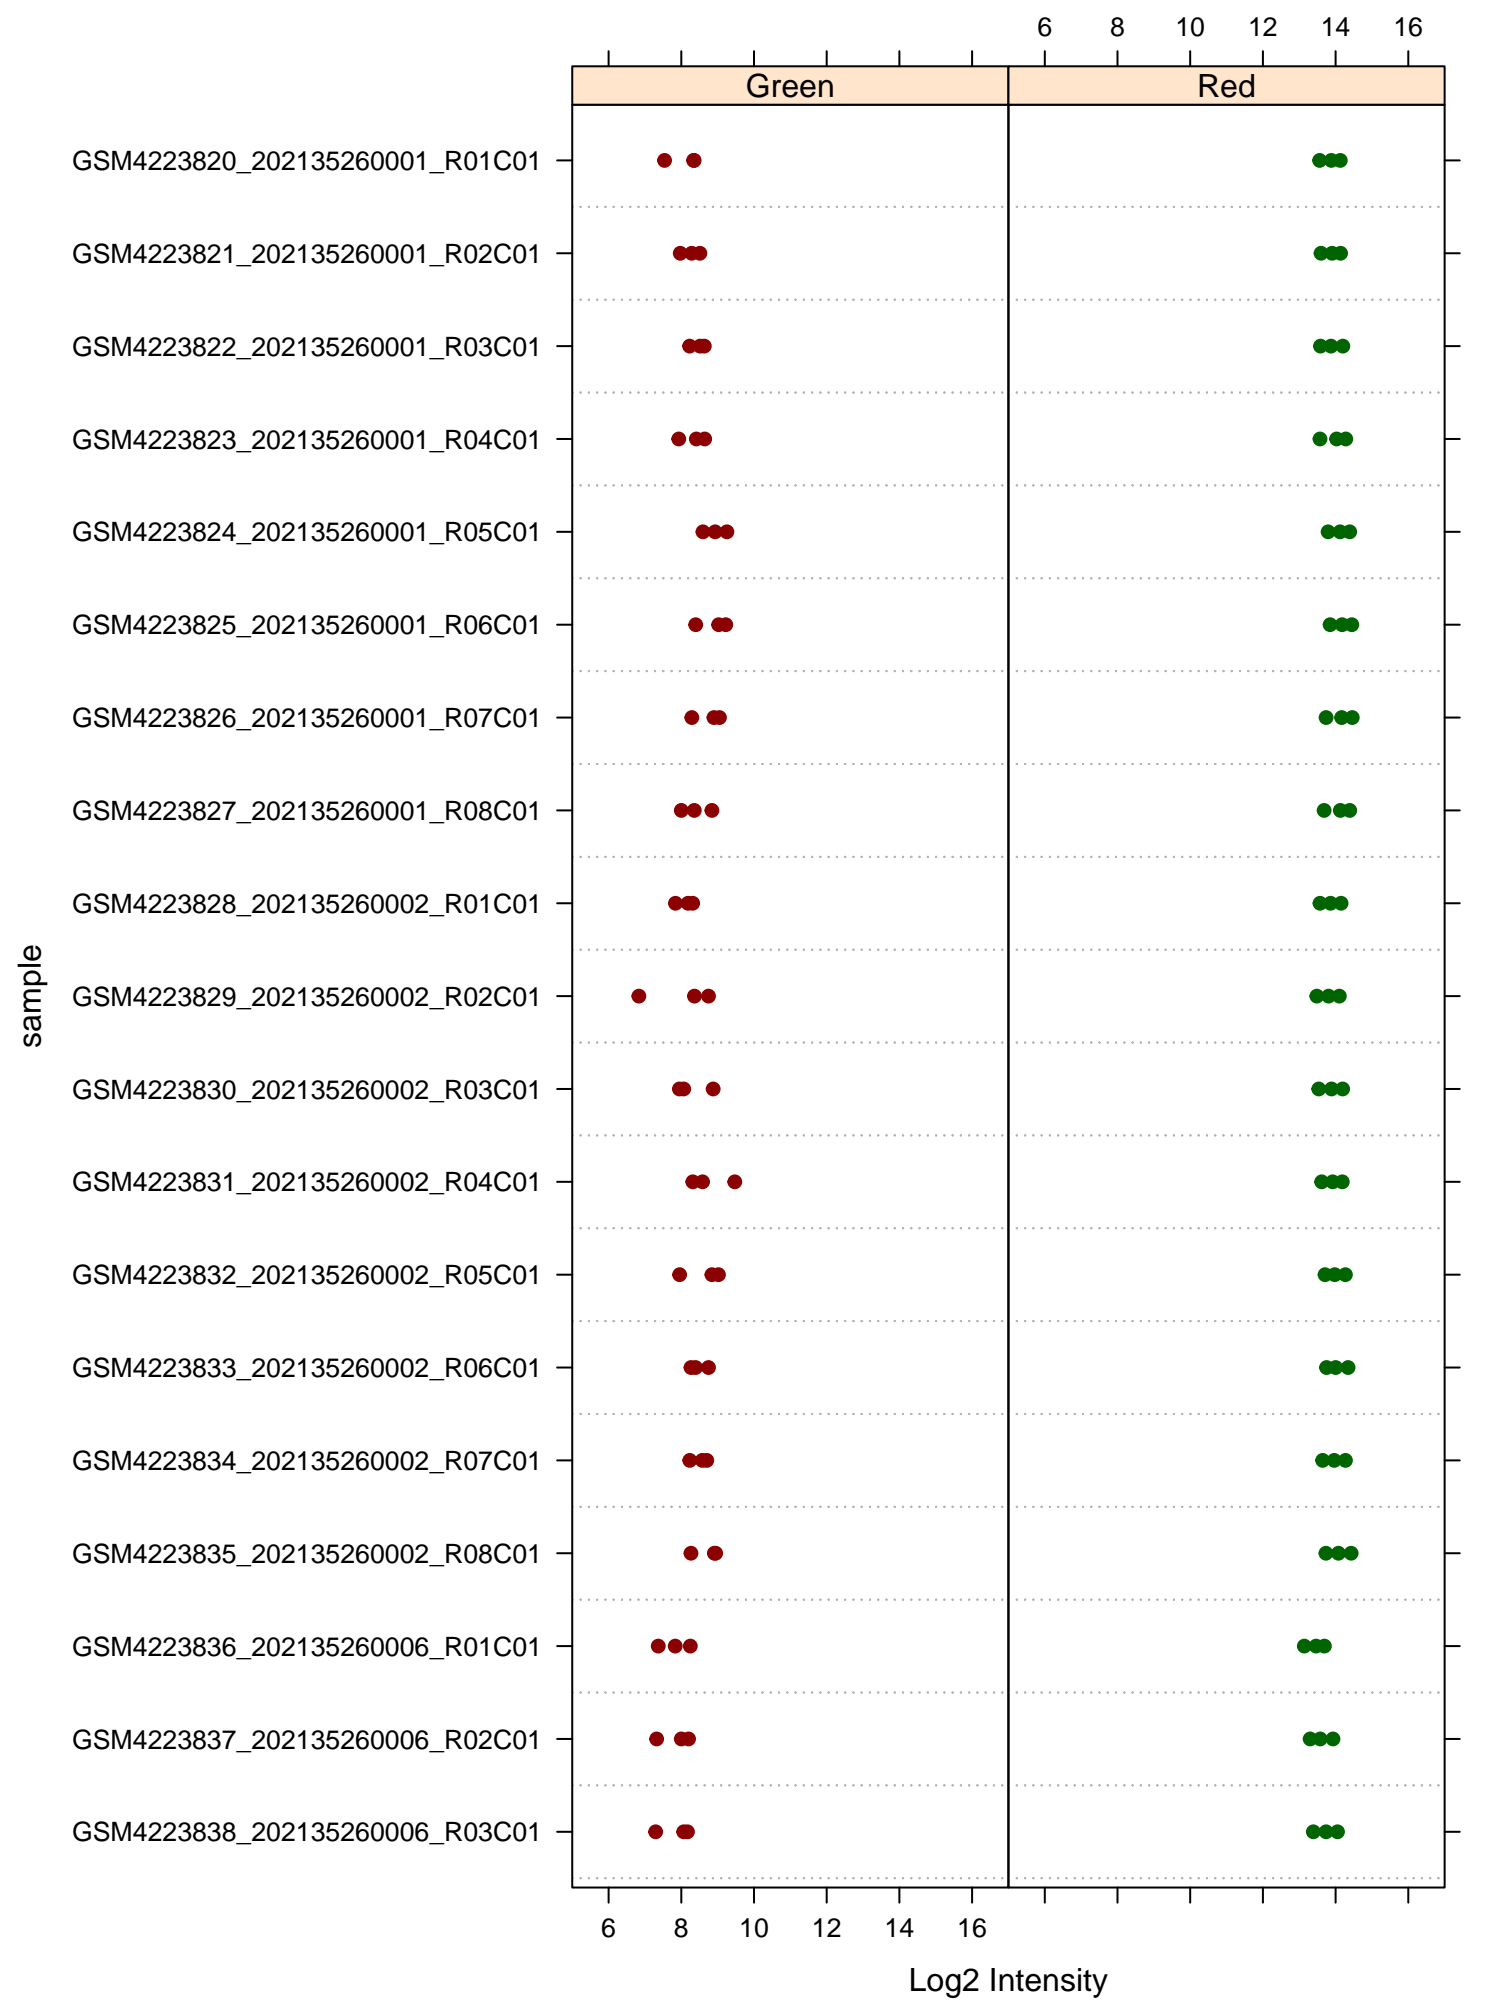 6 8 10 12 14 16
Green Red
GSM4223820_202135260001_R01C01
GSM4223821_202135260001_R02C01
GSM4223822_202135260001_R03C01
GSM4223823_202135260001_R04C01
GSM4223824_202135260001_R05C01
GSM4223825_202135260001_R06C01
GSM4223826_202135260001_R07C01
GSM4223827_202135260001_R08C01
GSM4223828_202135260002_R01C01
GSM4223829_202135260002_R02C01
GSM4223830_202135260002_R03C01
GSM4223831_202135260002_R04C01
GSM4223832_202135260002_R05C01
GSM4223833_202135260002_R06C01
GSM4223834_202135260002_R07C01
GSM4223835_202135260002_R08C01
GSM4223836_202135260006_R01C01
GSM4223837_202135260006_R02C01
GSM4223838_202135260006_R03C01
sample
6 8 10 12 14 16
Log2 Intensity